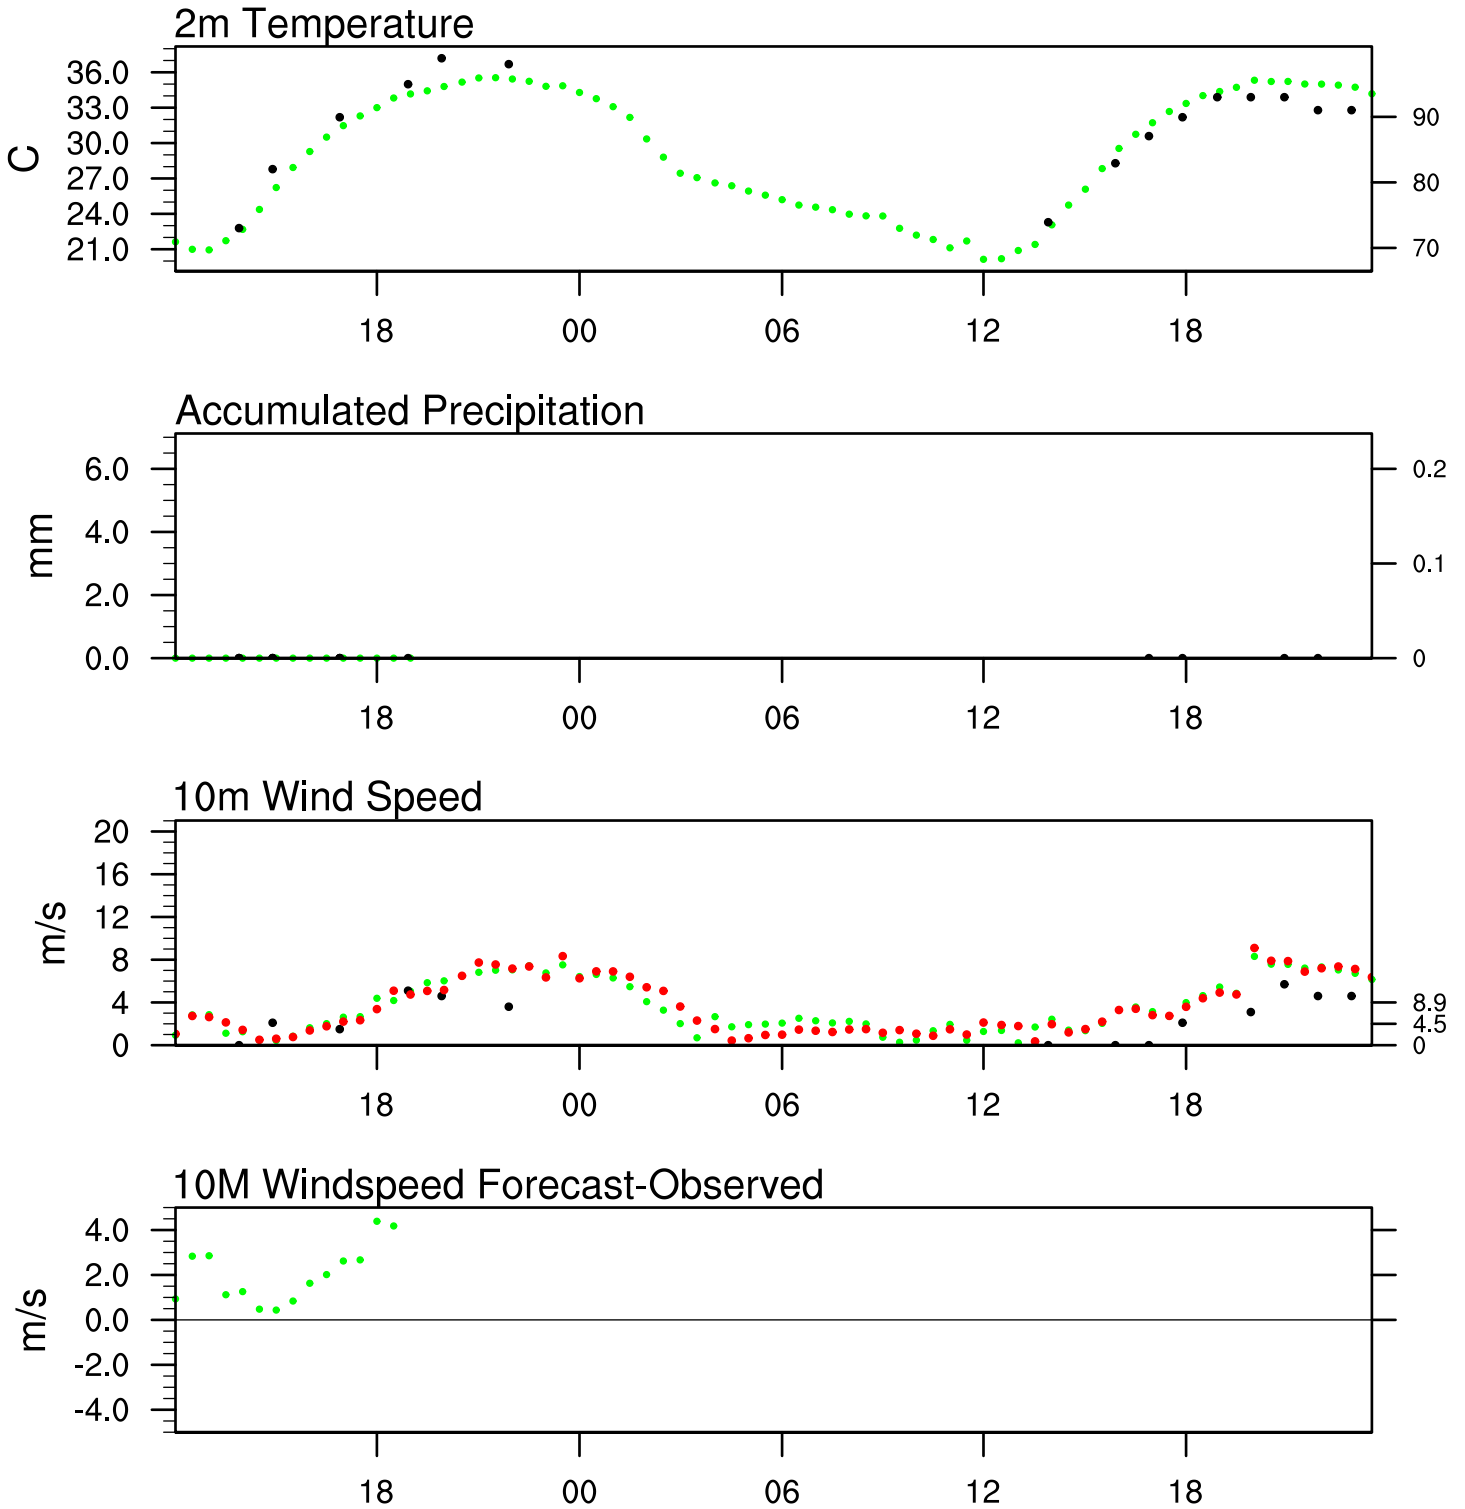 2m Temperature
C
36.0
33.0
30.0
27.0
24.0
21.0
90
80
70
18 00 06 12 18
Accumulated Precipitation
mm
6.0
4.0
2.0
0.0
0.2
0.1
0
18 00 06 12 18
10m Wind Speed
m/s
20
16
12
8
4
0
8.9
4.5
0
18 00 06 12 18
10M Windspeed Forecast-Observed
m/s
4.0
2.0
0.0
-2.0
-4.0
18 00 06 12 18